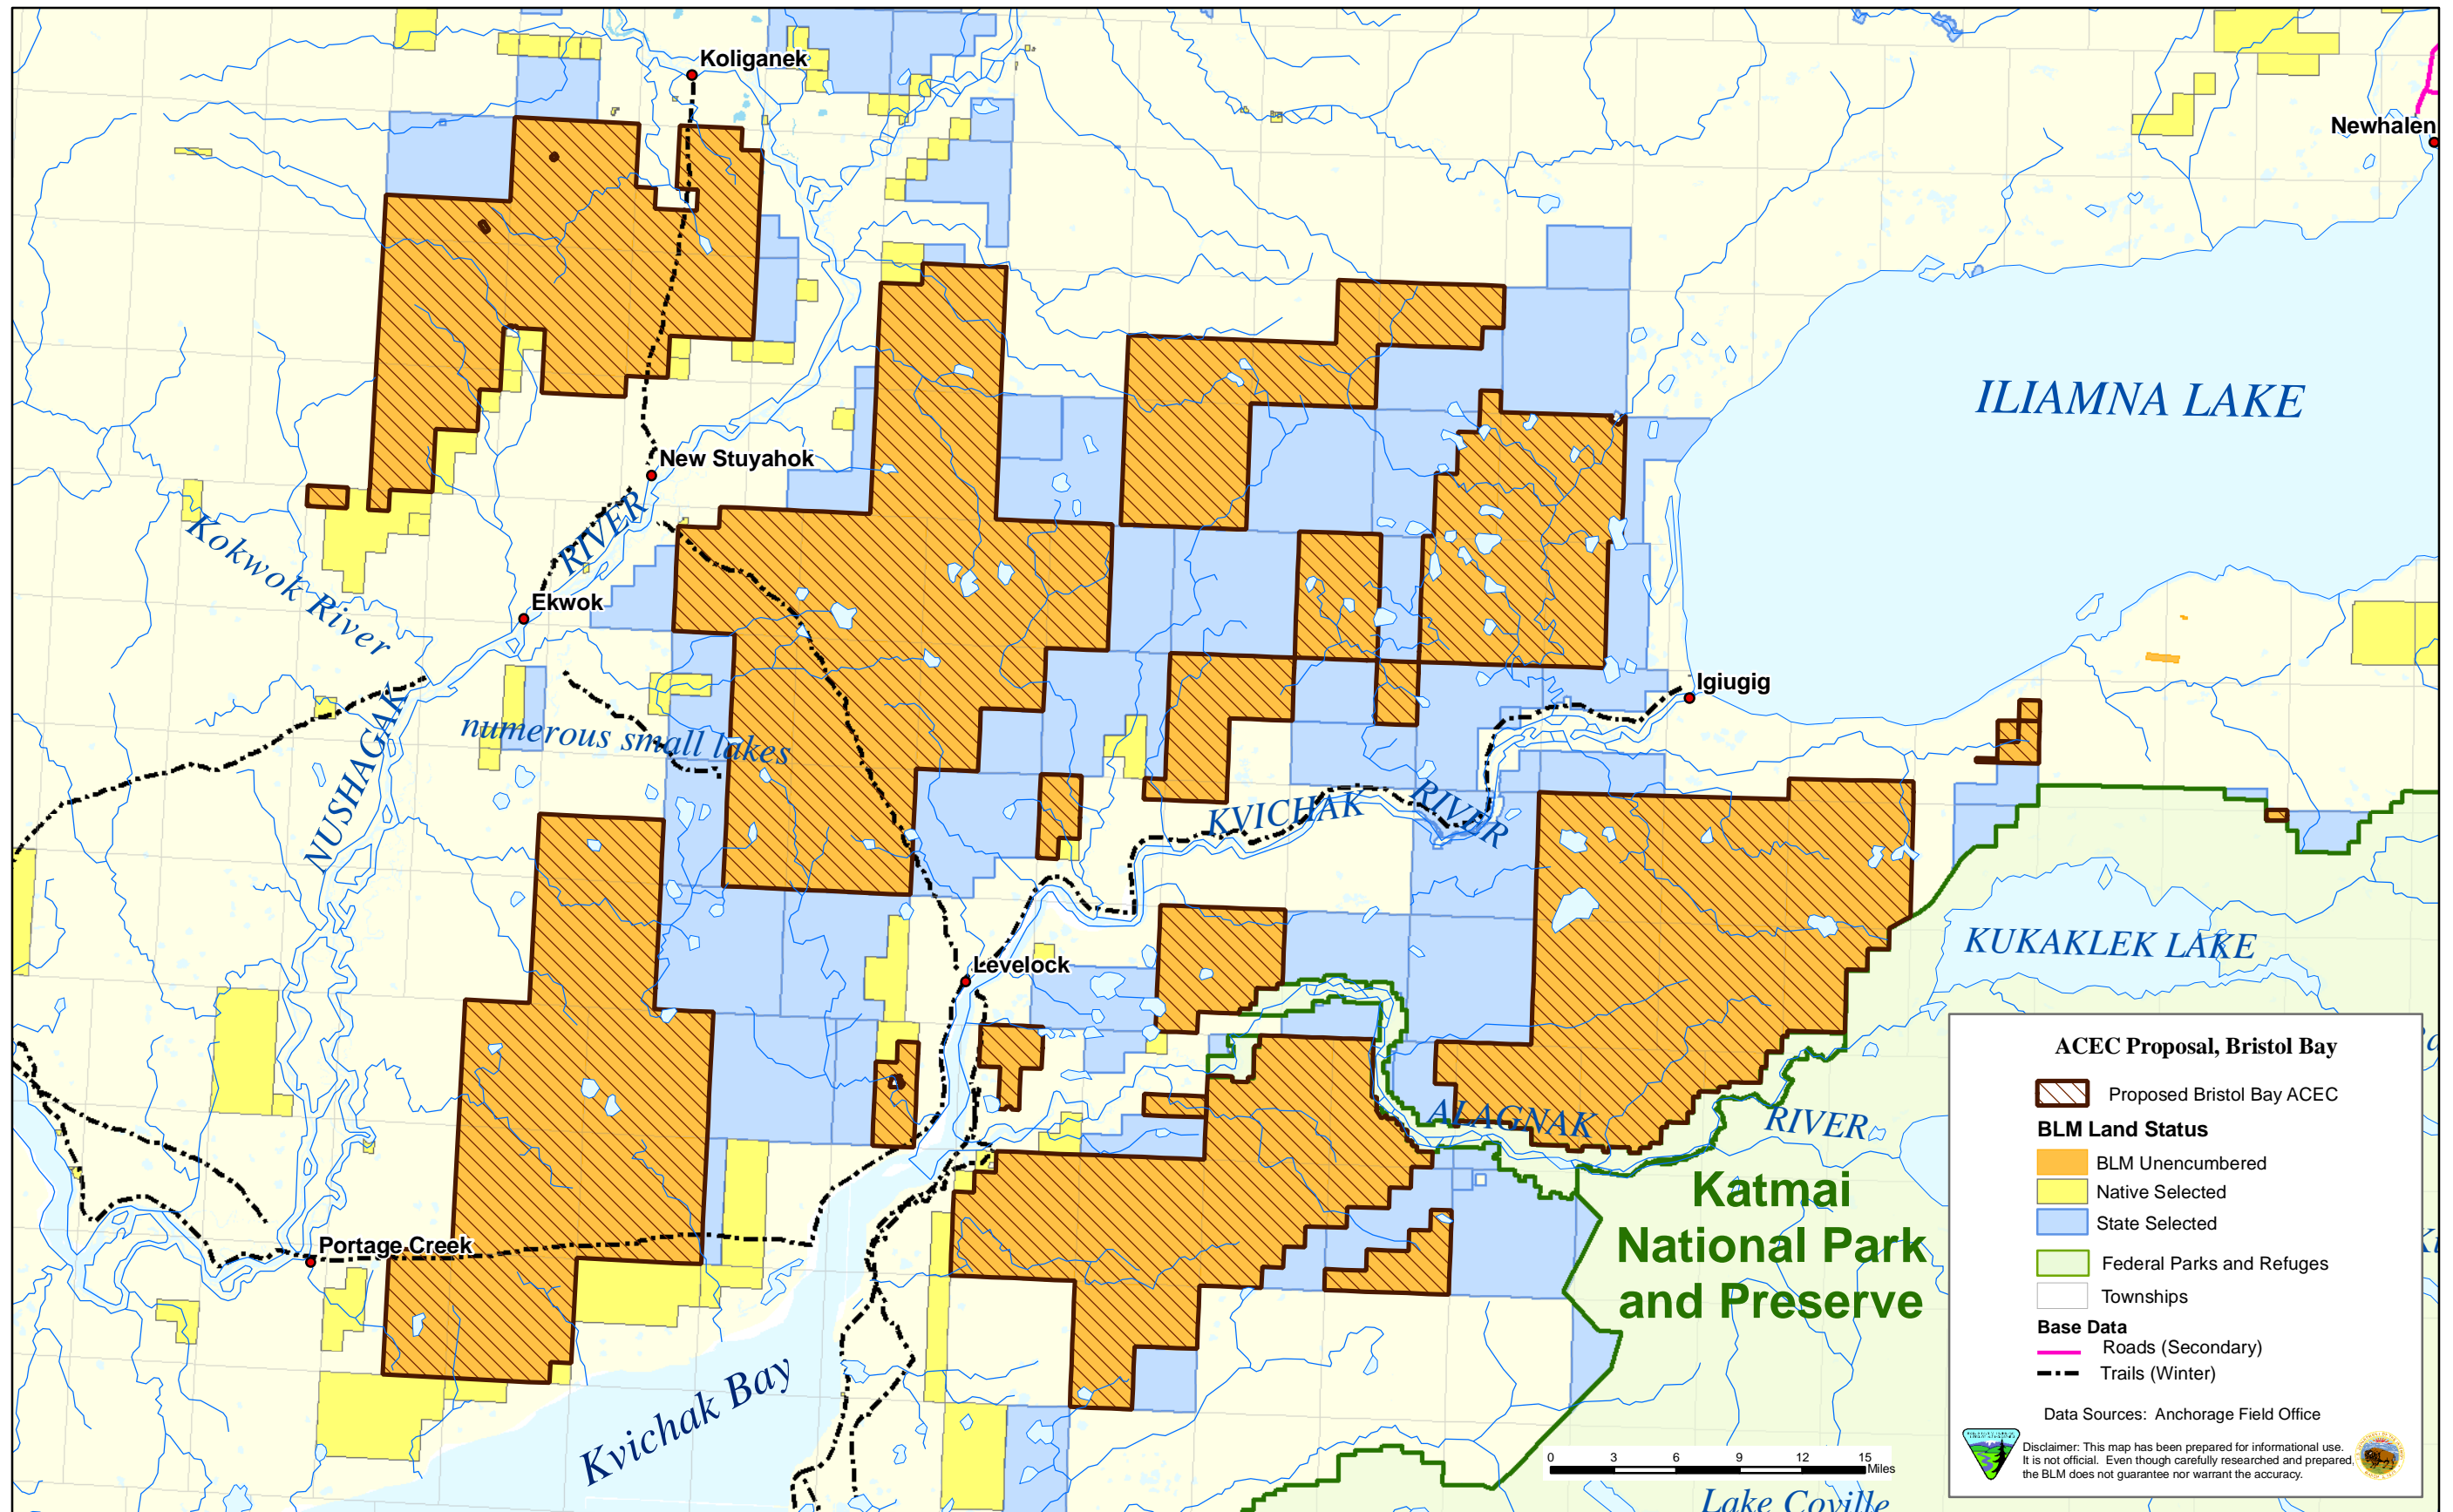 Koliganek
Newhalen
ILIAMNA LAKE
New Stuyahok
RIVER
Kokwok River
Ekwok
Igiugig
NUSHAGAK
numerous small lakes
KVICHAK
RIVER
KUKAKLEK LAKE
Levelock
ALAGNAK
RIVER
Katmai
National Park
and Preserve
Portage Creek
Kvichak Bay
Lake Coville
ACEC Proposal, Bristol Bay
Proposed Bristol Bay ACEC
BLM Land Status
BLM Unencumbered
Native Selected
State Selected
Federal Parks and Refuges
Townships
Base Data
Roads (Secondary)
Trails (Winter)
Data Sources: Anchorage Field Office
Disclaimer: This map has been prepared for informational use.
It is not official. Even though carefully researched and prepared,
the BLM does not guarantee nor warrant the accuracy.
0 3 6 9 12 15
Miles